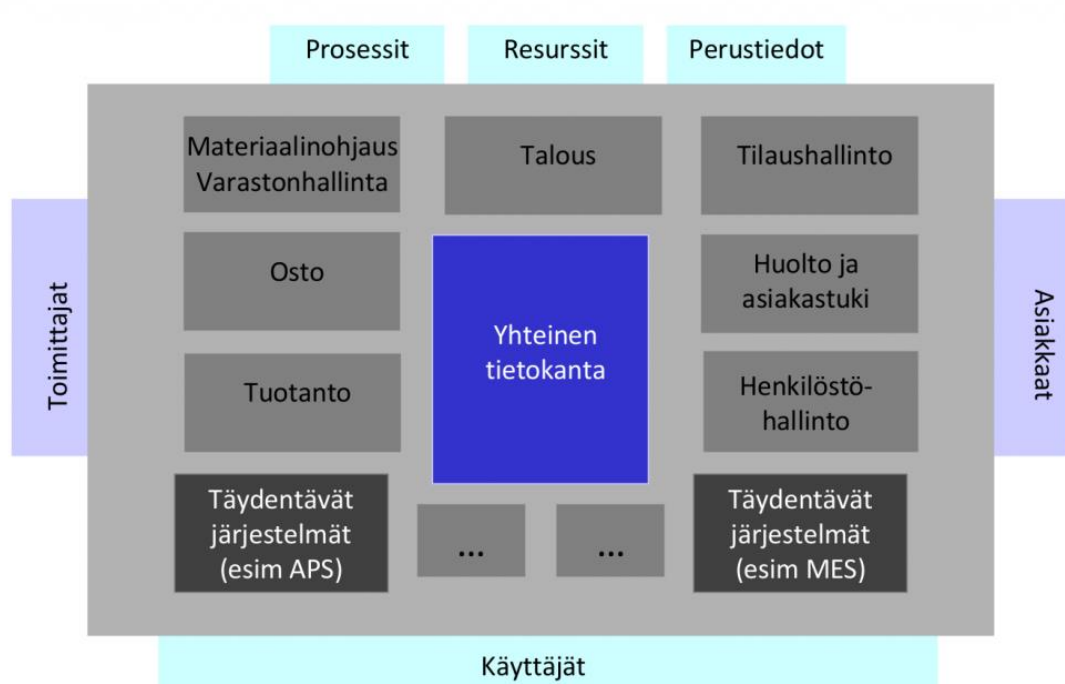 Prosessit
Resurssit
Perustiedot
Materiaalinohjaus
Varastonhallinta
Talous
Tilaushallinto
Toimittajat
Osto
Yhteinen
tietokanta
Huolto ja
asiakastuki
Asiakkaat
Tuotanto
Henkilöstö-
hallinto
Täydentävät
järjestelmät
(esim APS)
...
...
Täydentävät
järjestelmät
(esim MES)
Käyttäjät